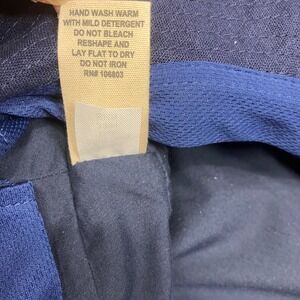 HAND WASH WARM
WITH MILD DETERGENT
DO NOT BLEACH
RESHAPE AND
LAY FLAT TO DRY
DO NOT IRON
RN# 106803